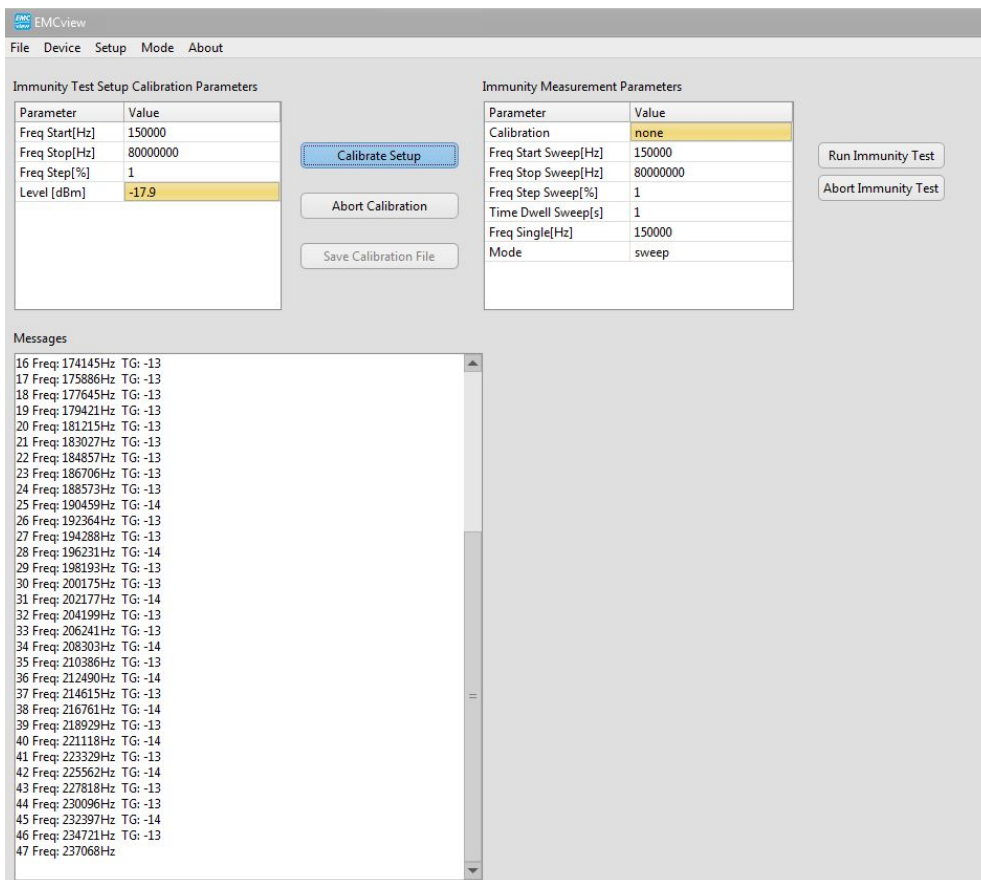 EMC view EMCview
File Device Setup Mode About
Immunity Test Setup Calibration Parameters
Parameter Value
Freq Start[Hz] 150000
Freq Stop[Hz] 80000000
Freq Step[%] 1
Level [dBm] -17.9
Calibrate Setup
Abort Calibration
Save Calibration File
Immunity Measurement Parameters
Parameter Value
Calibration none
Freq Start Sweep[Hz] 150000
Freq Stop Sweep[Hz] 80000000
Freq Step Sweep[%] 1
Time Dwell Sweep[s] 1
Freq Single[Hz] 150000
Mode sweep
Run Immunity Test
Abort Immunity Test
Messages
16 Freq: 174145Hz TG: -13
17 Freq: 175886Hz TG: -13
18 Freq: 177645Hz TG: -13
19 Freq: 179421Hz TG: -13
20 Freq: 181215Hz TG: -13
21 Freq: 183027Hz TG: -13
22 Freq: 184857Hz TG: -13
23 Freq: 186706Hz TG: -13
24 Freq: 188573Hz TG: -13
25 Freq: 190459Hz TG: -14
26 Freq: 192364Hz TG: -13
27 Freq: 194288Hz TG: -13
28 Freq: 196231Hz TG: -14
29 Freq: 198193Hz TG: -13
30 Freq: 200175Hz TG: -13
31 Freq: 202177Hz TG: -14
32 Freq: 204199Hz TG: -13
33 Freq: 206241Hz TG: -13
34 Freq: 208303Hz TG: -14
35 Freq: 210386Hz TG: -13
36 Freq: 212490Hz TG: -14
37 Freq: 214615Hz TG: -13
38 Freq: 216761Hz TG: -14
39 Freq: 218929Hz TG: -13
40 Freq: 221118Hz TG: -14
41 Freq: 223329Hz TG: -13
42 Freq: 225562Hz TG: -14
43 Freq: 227818Hz TG: -13
44 Freq: 230096Hz TG: -13
45 Freq: 232397Hz TG: -14
46 Freq: 234721Hz TG: -13
47 Freq: 237068Hz